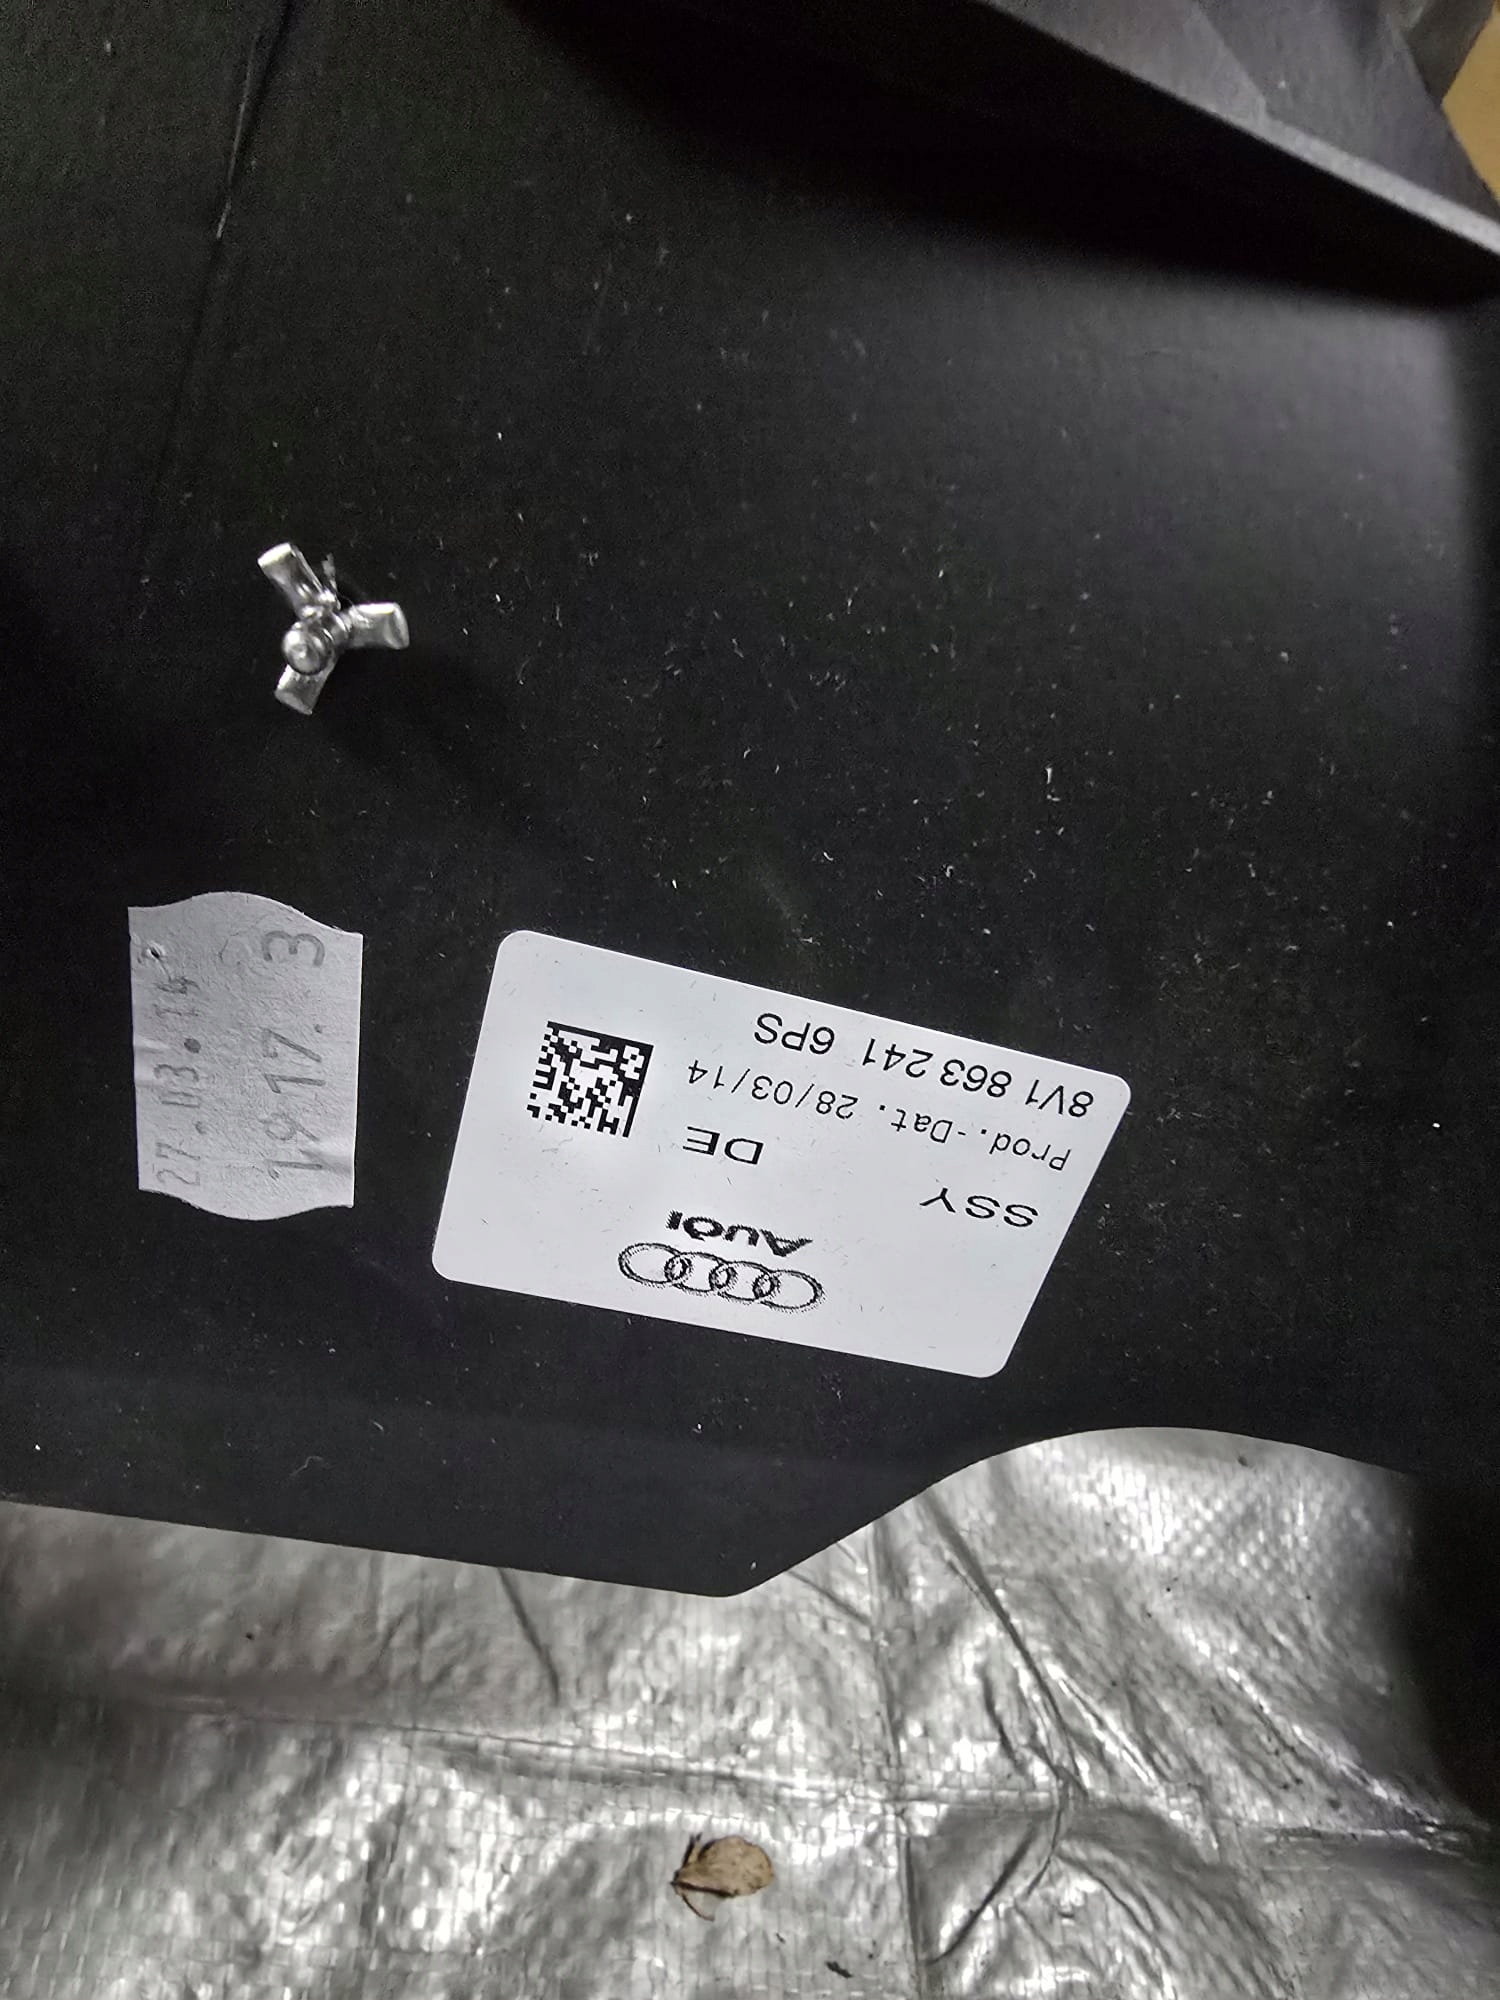 8V1 863 241 6PS
Prod.-Dat. 28/03/14
DE
SSY
Audi
27.03.14
1917.3